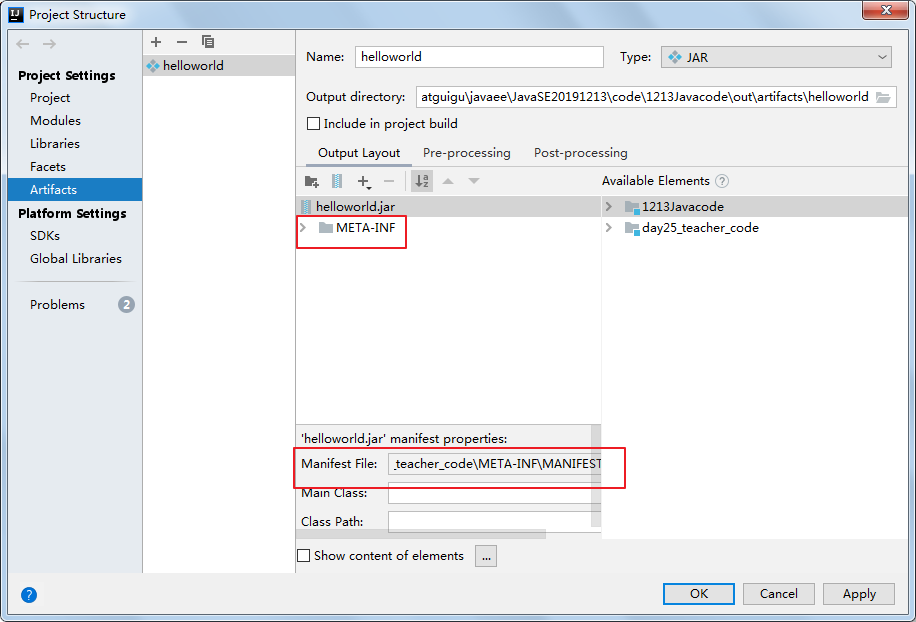 Project Structure
Project Settings
Project
Modules
Libraries
Facets
Artifacts
Platform Settings
SDKs
Global Libraries
Problems 2
helloworld
Name: helloworld Type: JAR
Output directory: atguigu\javaee\JavaSE20191213\code\1213Javacode\out\artifacts\helloworld
Include in project build
Output Layout Pre-processing Post-processing
Available Elements ?
helloworld.jar
META-INF
1213Javacode
day25_teacher_code
'helloworld.jar' manifest properties:
Manifest File: _teacher_code\META-INF\MANIFEST
Main Class:
Class Path:
Show content of elements ...
? OK Cancel Apply